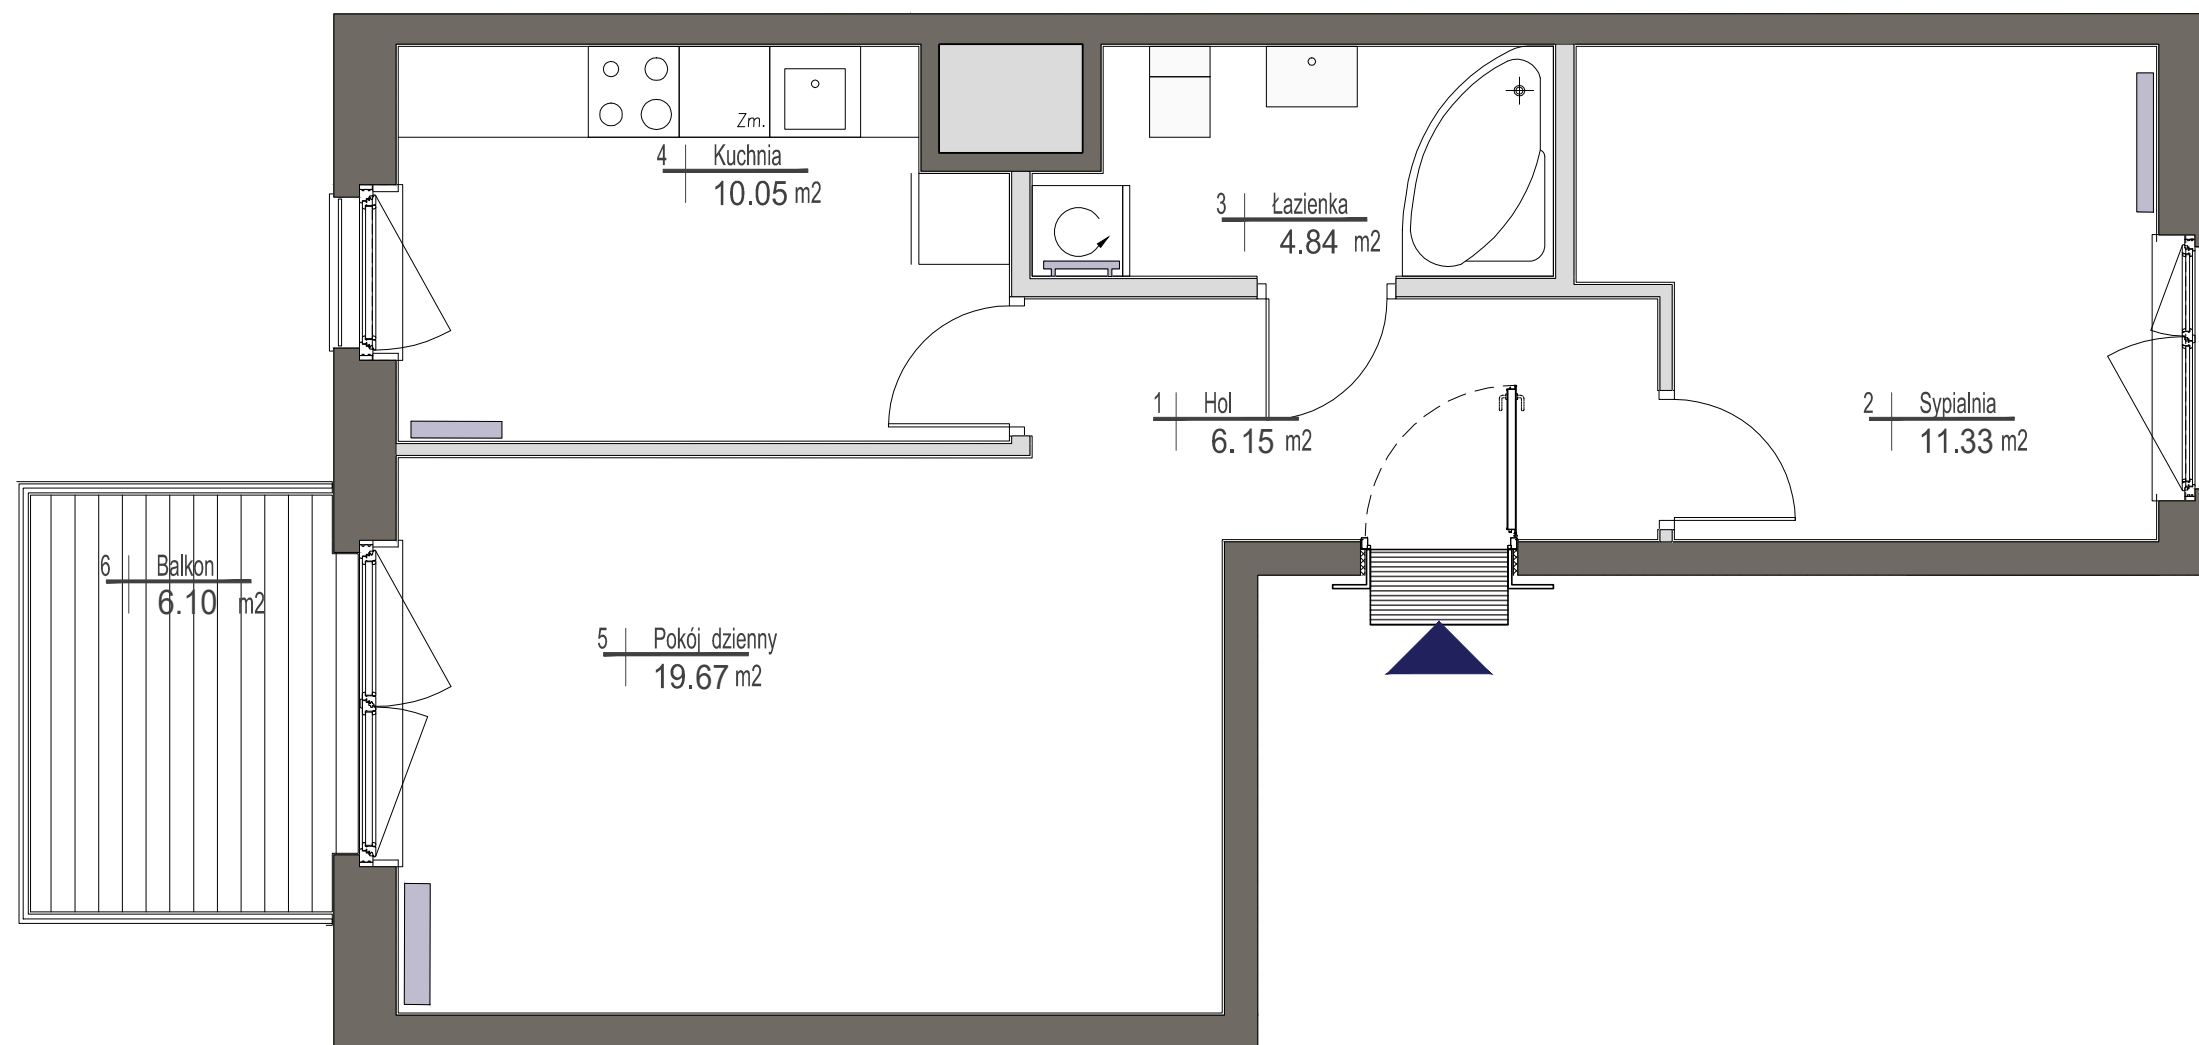 Zm.
4 Kuchnia
10.05 m2
3 Łazienka
4.84 m2
1 Hol
6.15 m2
2 Sypialnia
11.33 m2
6 Balkon
6.10 m2
5 Pokój dzienny
19.67 m2